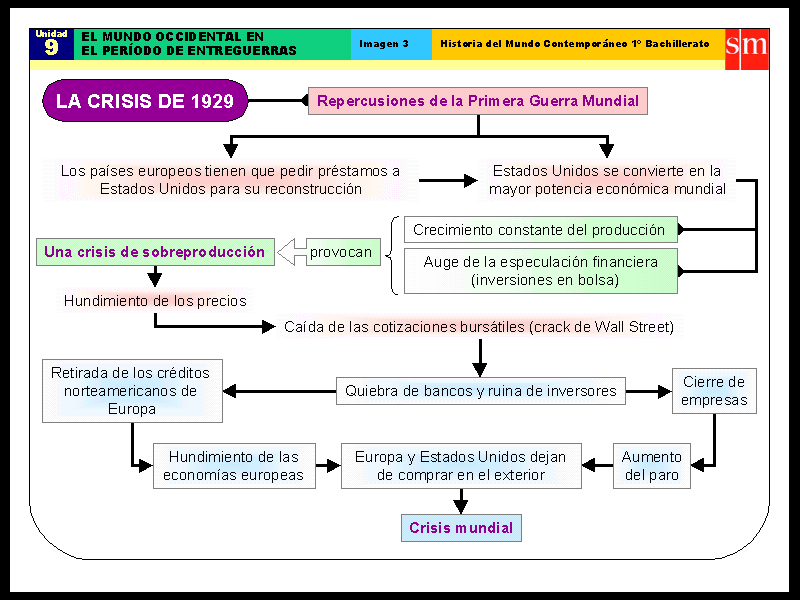 Unidad
9
EL MUNDO OCCIDENTAL EN
EL PERÍODO DE ENTREGUERRAS
Imagen 3
Historia del Mundo Contemporáneo 1º Bachillerato
sm
LA CRISIS DE 1929
Repercusiones de la Primera Guerra Mundial
Los países europeos tienen que pedir préstamos a
Estados Unidos para su reconstrucción
Estados Unidos se convierte en la
mayor potencia económica mundial
Crecimiento constante del producción
Una crisis de sobreproducción
provocan
Auge de la especulación financiera
(inversiones en bolsa)
Hundimiento de los precios
Caída de las cotizaciones bursátiles (crack de Wall Street)
Retirada de los créditos
norteamericanos de
Europa
Quiebra de bancos y ruina de inversores
Cierre de
empresas
Hundimiento de las
economías europeas
Europa y Estados Unidos dejan
de comprar en el exterior
Aumento
del paro
Crisis mundial